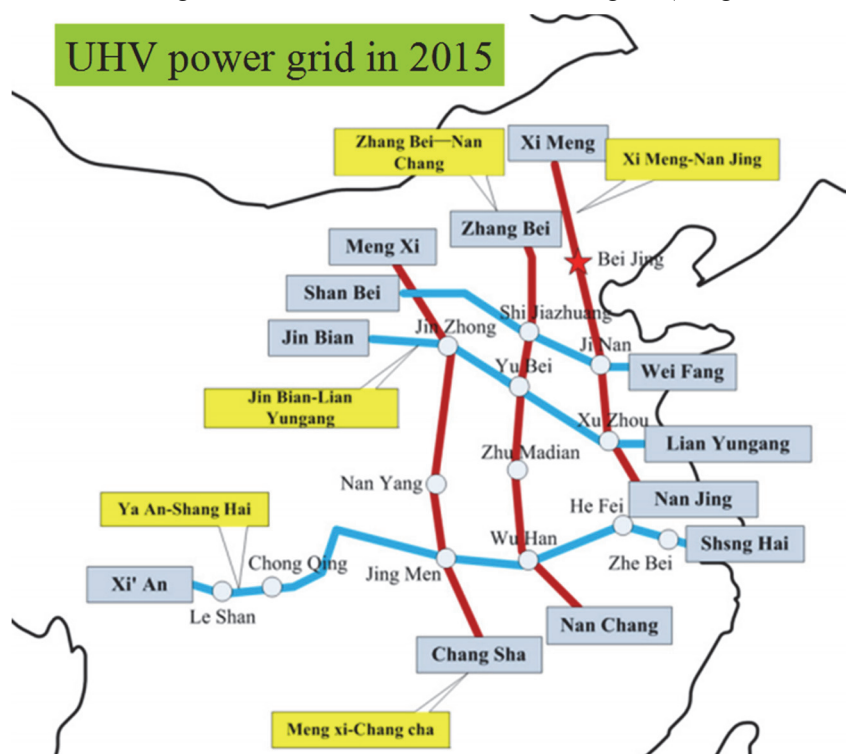 UHV power grid in 2015
Zhang Bei—Nan
Chang
Xi Meng
Xi Meng-Nan Jing
Zhang Bei
Meng Xi
Bei Jing
Shan Bei
Shi Jiazhuang
Jin Bian
Jin Zhong
Ji Nan
Yu Bei
Wei Fang
Jin Bian-Lian
Yungang
Xu Zhou
Lian Yungang
Zhu Madian
Nan Yang
Nan Jing
Ya An-Shang Hai
He Fei
Wu Han
Shsng Hai
Chong Qing
Zhe Bei
Xi' An
Jing Men
Le Shan
Nan Chang
Chang Sha
Meng xi-Chang cha